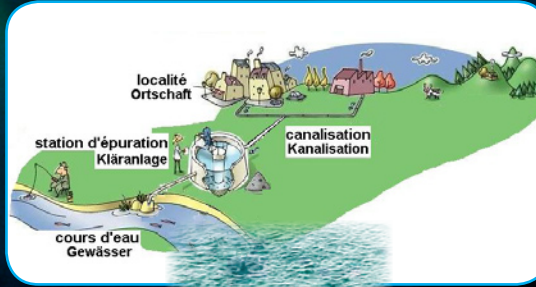 localité
Ortschaft
station d'épuration
Kläranlage
canalisation
Kanalisation
cours d'eau
Gewässer